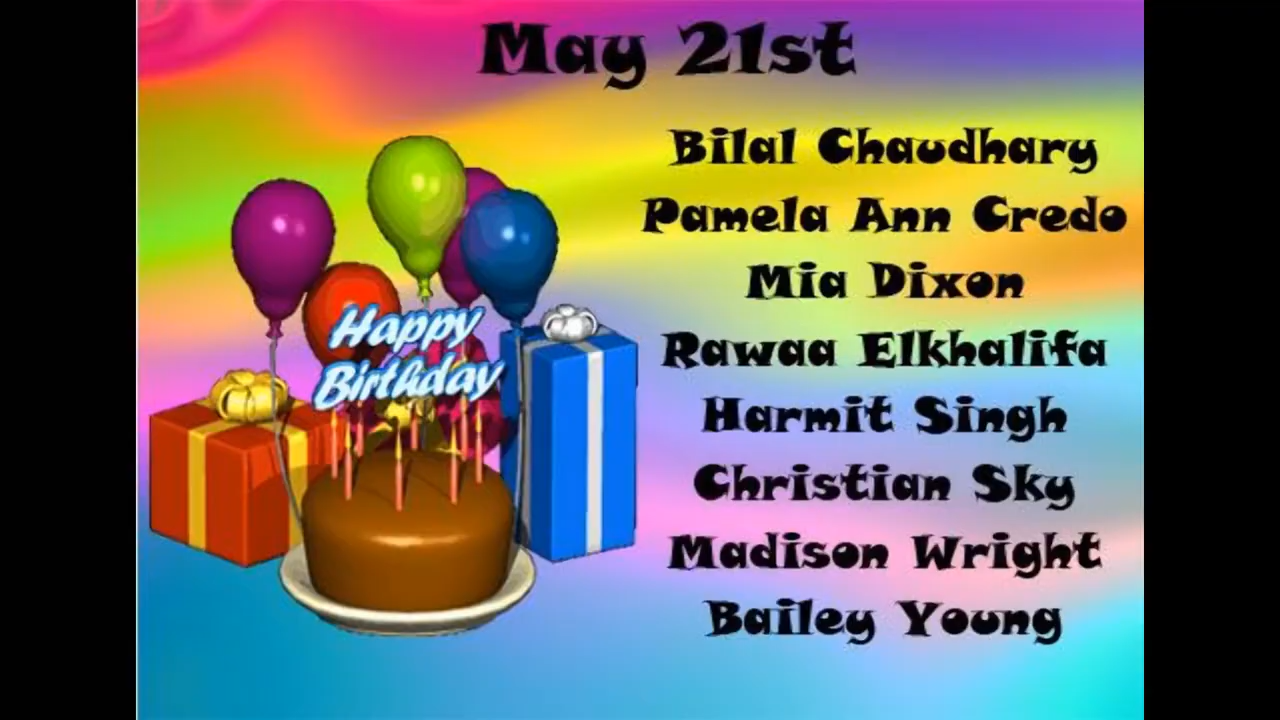 May 21st
Bilal Chaudhary
Pamela Ann Credo
Mia Dixon
Rawaa Elkhalifa
Harmit Singh
Christian Sky
Madison Wright
Bailey Young
Happy
Birthday